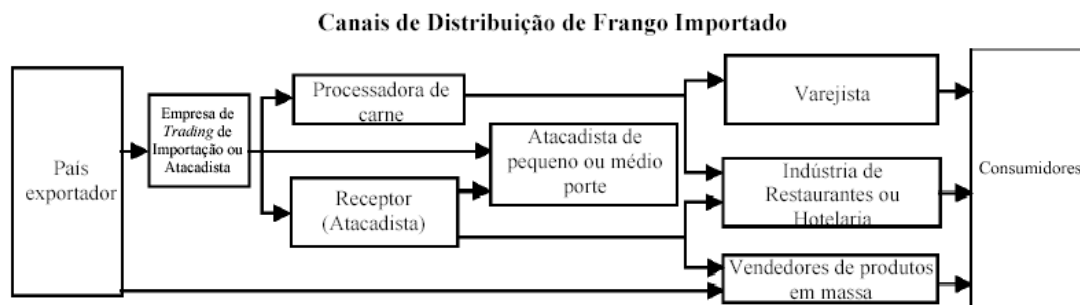 Canais de Distribuição de Frango Importado
País
exportador
Empresa de
Trading de
Importação ou
Atacadista
Processadora de
carne
Atacadista de
pequeno ou médio
porte
Receptor
(Atacadista)
Varejista
Indústria de
Restaurantes ou
Hotelaria
Vendedores de produtos
em massa
Consumidores